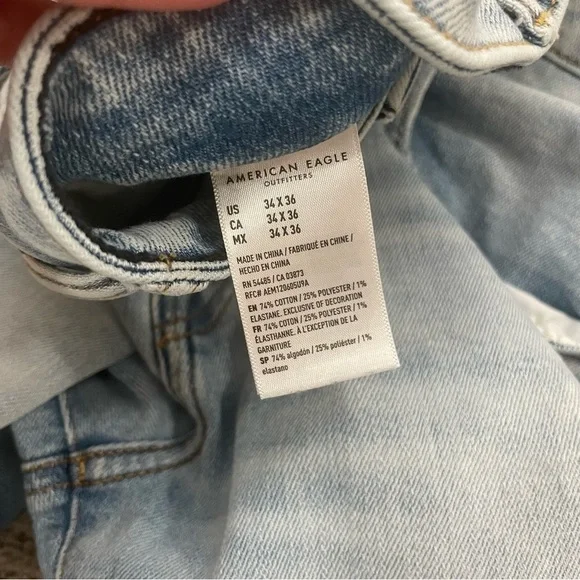 AMERICAN EAGLE
OUTFITTERS
US 34 X 36
CA 34 X 36
MX 34 X 36
MADE IN CHINA / FABRIQUÉ EN CHINE /
HECHO EN CHINA
RN 54485 / CA 03873
RFC# AEM120605U9A
EN 74% COTTON / 25% POLYESTER / 1%
ELASTANE. EXCLUSIVE OF DECORATION
FR 74% COTON / 25% POLYESTER / 1%
ÉLASTHANNE. À L'EXCEPTION DE LA
GARNITURE
SP 74% algodón / 25% poliéster / 1%
elastano